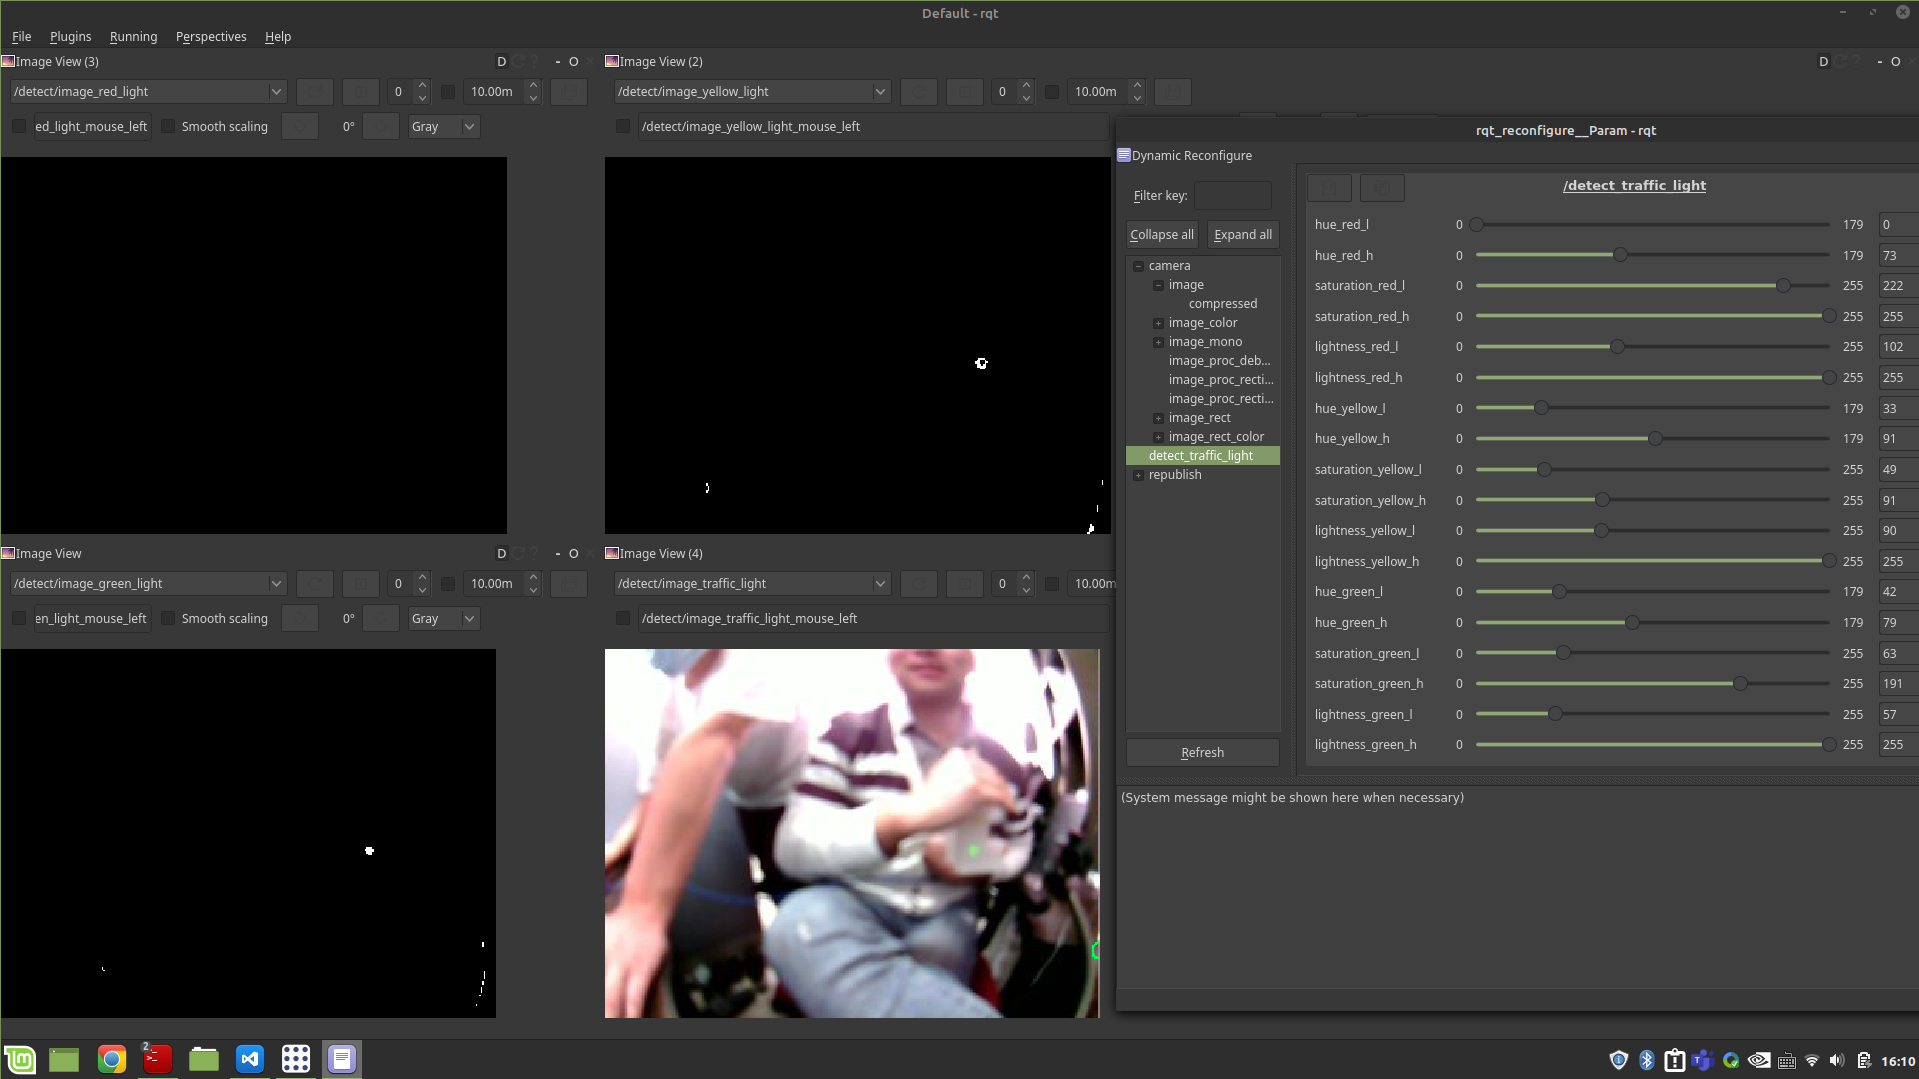 Default - rqt
File Plugins Running Perspectives Help
Image View (3) D - O
/detect/image_red_light 0 10.00m
ed_light_mouse_left Smooth scaling 0° Gray
Image View (2) D - O
/detect/image_yellow_light 0 10.00m
/detect/image_yellow_light_mouse_left
Image View D - O
/detect/image_green_light 0 10.00m
en_light_mouse_left Smooth scaling 0° Gray
Image View (4)
/detect/image_traffic_light 0 10.00m
/detect/image_traffic_light_mouse_left
rqt_reconfigure__Param - rqt
Dynamic Reconfigure
Filter key:
Collapse all Expand all
camera
image
compressed
image_color
image_mono
image_proc_deb...
image_proc_recti...
image_proc_recti...
image_rect
image_rect_color
detect_traffic_light
republish
Refresh
/detect_traffic_light
hue_red_l 0 179 0
hue_red_h 0 179 73
saturation_red_l 0 255 222
saturation_red_h 0 255 255
lightness_red_l 0 255 102
lightness_red_h 0 255 255
hue_yellow_l 0 179 33
hue_yellow_h 0 179 91
saturation_yellow_l 0 255 49
saturation_yellow_h 0 255 91
lightness_yellow_l 0 255 90
lightness_yellow_h 0 255 255
hue_green_l 0 179 42
hue_green_h 0 179 79
saturation_green_l 0 255 63
saturation_green_h 0 255 191
lightness_green_l 0 255 57
lightness_green_h 0 255 255
(System message might be shown here when necessary)
2
16:10